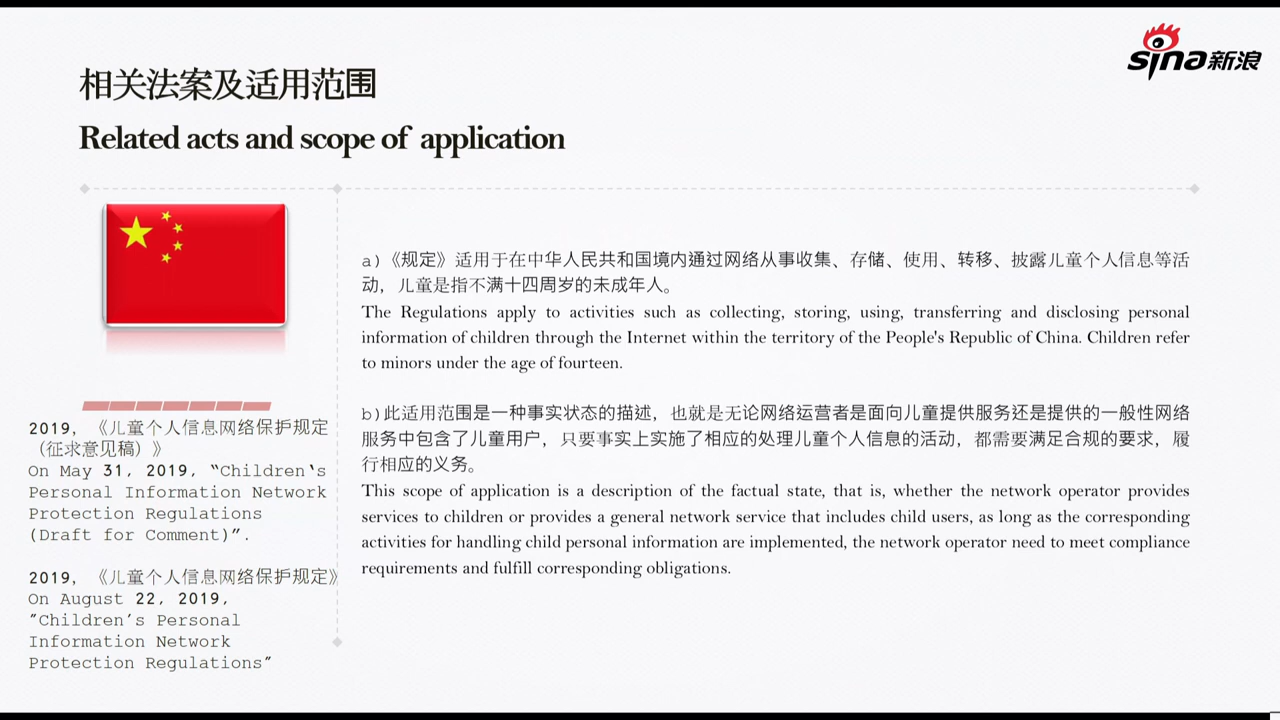 sina新浪
相关法案及适用范围
Related acts and scope of application
2019, 《儿童个人信息网络保护规定
（征求意见稿）》
On May 31, 2019, “Children‘s
Personal Information Network
Protection Regulations
(Draft for Comment)”.
2019, 《儿童个人信息网络保护规定》
On August 22, 2019,
"Children's Personal
Information Network
Protection Regulations"
a)《规定》适用于在中华人民共和国境内通过网络从事收集、存储、使用、转移、披露儿童个人信息等活
动，儿童是指不满十四周岁的未成年人。
The Regulations apply to activities such as collecting, storing, using, transferring and disclosing personal
information of children through the Internet within the territory of the People's Republic of China. Children refer
to minors under the age of fourteen.
b)此适用范围是一种事实状态的描述，也就是无论网络运营者是面向儿童提供服务还是提供的一般性网络
服务中包含了儿童用户，只要事实上实施了相应的处理儿童个人信息的活动，都需要满足合规的要求，履
行相应的义务。
This scope of application is a description of the factual state, that is, whether the network operator provides
services to children or provides a general network service that includes child users, as long as the corresponding
activities for handling child personal information are implemented, the network operator need to meet compliance
requirements and fulfill corresponding obligations.